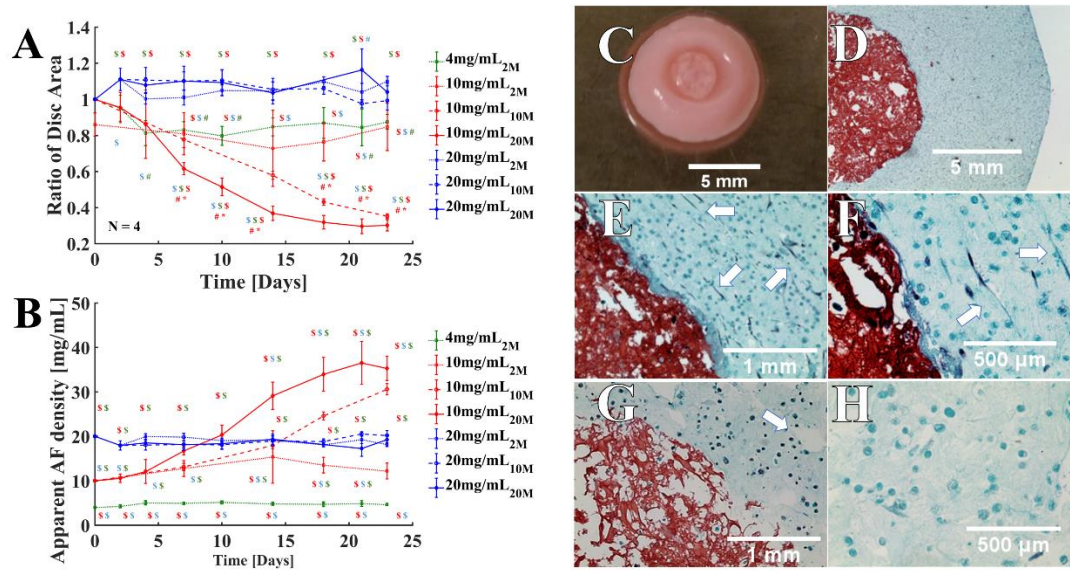 A
Ratio of Disc Area
1.4
1.2
1
0.8
0.6
0.4
0.2
$$ $$ $$ $$ $$ $$ $$# $$
$$# $$# $$ $$ $$#
$ $$#
$# $$$ $$$ $$$ $$ $$$ $$$
#* #* #* # * #* #*
N = 4
0 5 10 15 20 25
Time [Days]
4mg/mL2M
10mg/mL2M
10mg/mL10M
10mg/mL20M
20mg/mL2M
20mg/mL10M
20mg/mL20M
B
Apparent AF density [mg/mL]
50
40
30
20
10
0
$$$ $$$ $$$
$$$ $$$
$$ $$ $$ $$ $$
$$ $$ $$ $$
$$ $$ $$ $$ $$$ $$$ $$$ $$$
$$ $$ $$ $$ $$ $$ $$ $$ $$
0 5 10 15 20 25
Time [Days]
4mg/mL2M
10mg/mL2M
10mg/mL10M
10mg/mL20M
20mg/mL2M
20mg/mL10M
20mg/mL20M
C
5 mm
D
5 mm
E
1 mm
F
500 µm
G
1 mm
H
500 µm